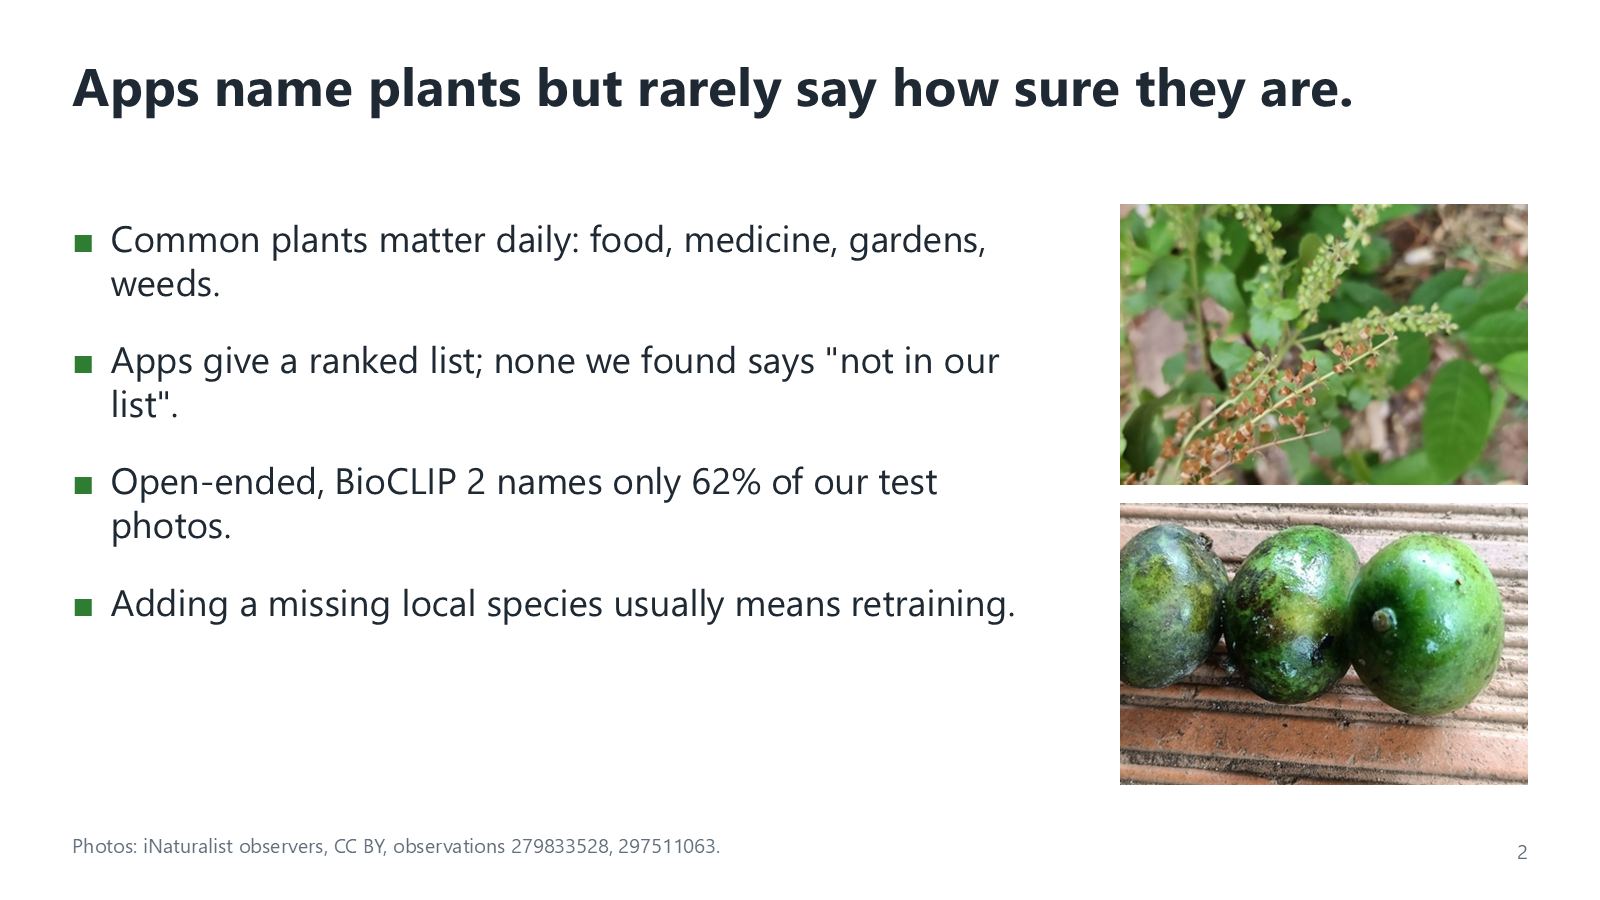 Apps name plants but rarely say how sure they are.
■ Common plants matter daily: food, medicine, gardens,
weeds.
■ Apps give a ranked list; none we found says "not in our
list".
■ Open-ended, BioCLIP 2 names only 62% of our test
photos.
■ Adding a missing local species usually means retraining.
Photos: iNaturalist observers, CC BY, observations 279833528, 297511063.
2